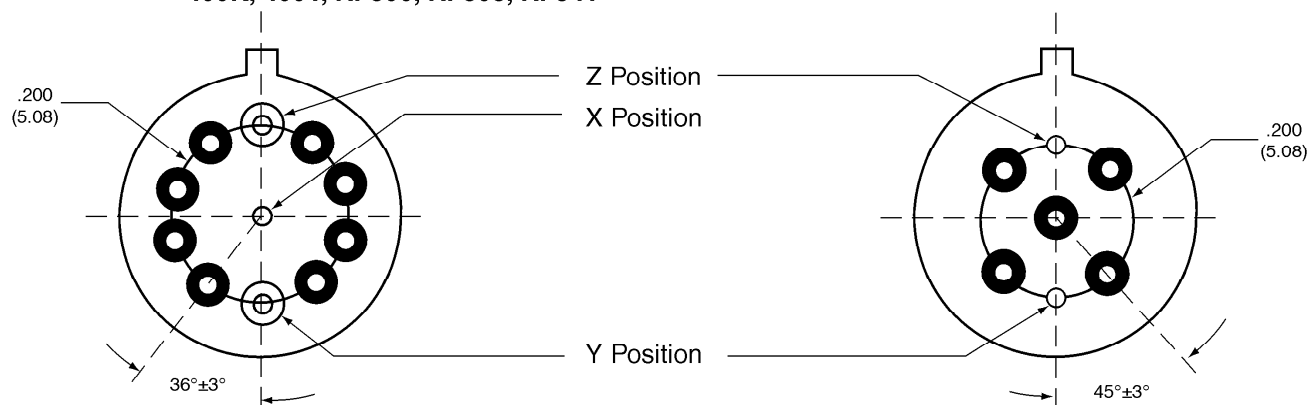 .200
(5.08)
Z Position
X Position
.200
(5.08)
Y Position
36°±3°
45°±3°